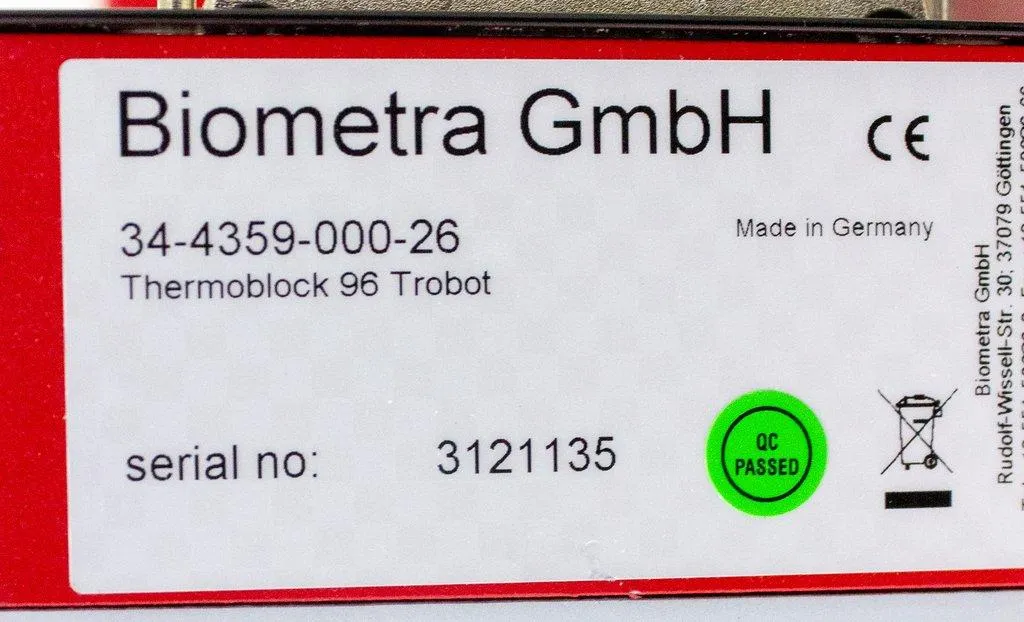 Biometra GmbH
CE
34-4359-000-26
Made in Germany
Thermoblock 96 Trobot
serial no:
3121135
QC
PASSED
Biometra GmbH
Rudolf-Wissell-Str. 30; 37079 Göttingen